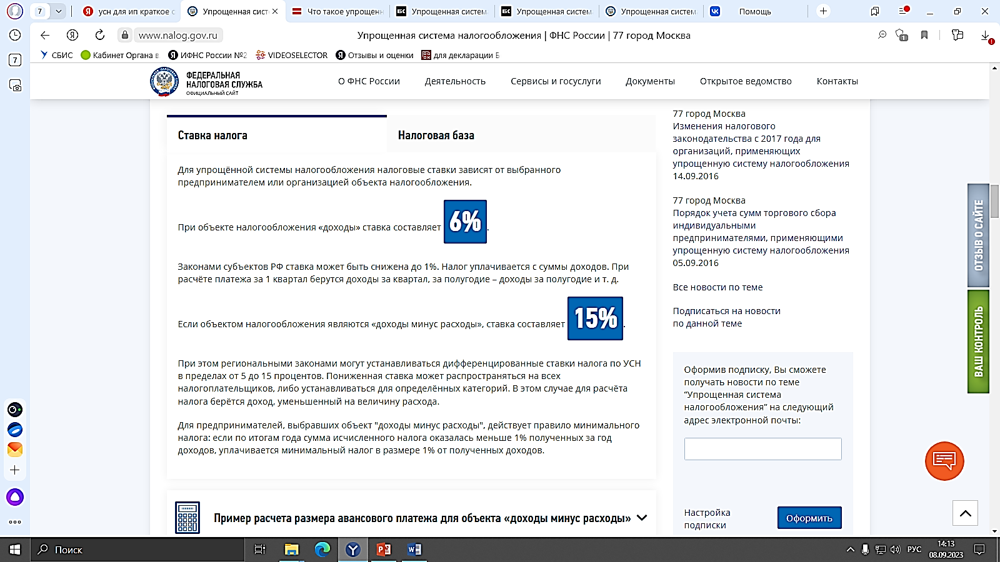 7
усн для ип краткое с
Упрощенная сист
Что такое упрощенн
Упрощенная систем
Упрощенная систем
Упрощенная систем
Помощь
www.nalog.gov.ru
Упрощенная система налогообложения | ФНС России | 77 город Москва
1
СБИС
Кабинет Органа в
ИФНС России №2
VIDEOSELECTOR
Отзывы и оценки
для декларации Б
7
ФЕДЕРАЛЬНАЯ
НАЛОГОВАЯ СЛУЖБА
ОФИЦИАЛЬНЫЙ САЙТ
О ФНС России
Деятельность
Сервисы и госуслуги
Документы
Открытое ведомство
Контакты
Ставка налога
Налоговая база
Для упрощённой системы налогообложения налоговые ставки зависят от выбранного
предпринимателем или организацией объекта налогообложения.
При объекте налогообложения «доходы» ставка составляет 6%.
Законами субъектов РФ ставка может быть снижена до 1%. Налог уплачивается с суммы доходов. При
расчёте платежа за 1 квартал берутся доходы за квартал, за полугодие – доходы за полугодие и т. д.
Если объектом налогообложения являются «доходы минус расходы», ставка составляет 15%.
При этом региональными законами могут устанавливаться дифференцированные ставки налога по УСН
в пределах от 5 до 15 процентов. Пониженная ставка может распространяться на всех
налогоплательщиков, либо устанавливаться для определённых категорий. В этом случае для расчёта
налога берётся доход, уменьшенный на величину расхода.
Для предпринимателей, выбравших объект "доходы минус расходы", действует правило минимального
налога: если по итогам года сумма исчисленного налога оказалась меньше 1% полученных за год
доходов, уплачивается минимальный налог в размере 1% от полученных доходов.
Пример расчета размера авансового платежа для объекта «доходы минус расходы»
77 город Москва
Изменения налогового
законодательства с 2017 года для
организаций, применяющих
упрощенную систему налогообложения
14.09.2016
77 город Москва
Порядок учета сумм торгового сбора
индивидуальными
предпринимателями, применяющими
упрощенную систему налогообложения
05.09.2016
Все новости по теме
Подписаться на новости
по данной теме
Оформив подписку, Вы сможете
получать новости по теме
“Упрощенная система
налогообложения” на следующий
адрес электронной почты:
Настройка
подписки
Оформить
ОТЗЫВ О САЙТЕ
ВАШ КОНТРОЛЬ
Поиск
РУС
14:13
08.09.2023